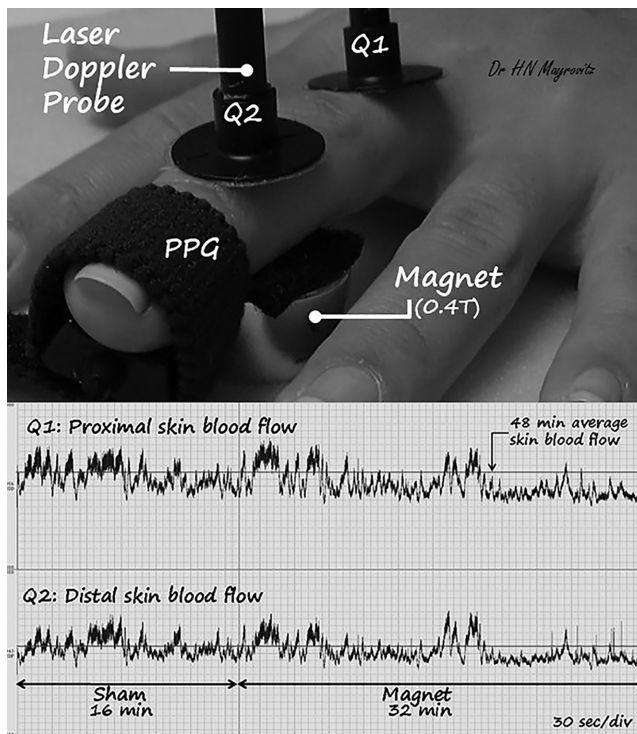 Laser
Doppler
Probe
Q1
Q2
Dr HN Mayrovitz
PPG
Magnet
(0.4T)
Q1: Proximal skin blood flow
48 min average
skin blood flow
Q2: Distal skin blood flow
Sham
16 min
Magnet
32 min
30 sec/div